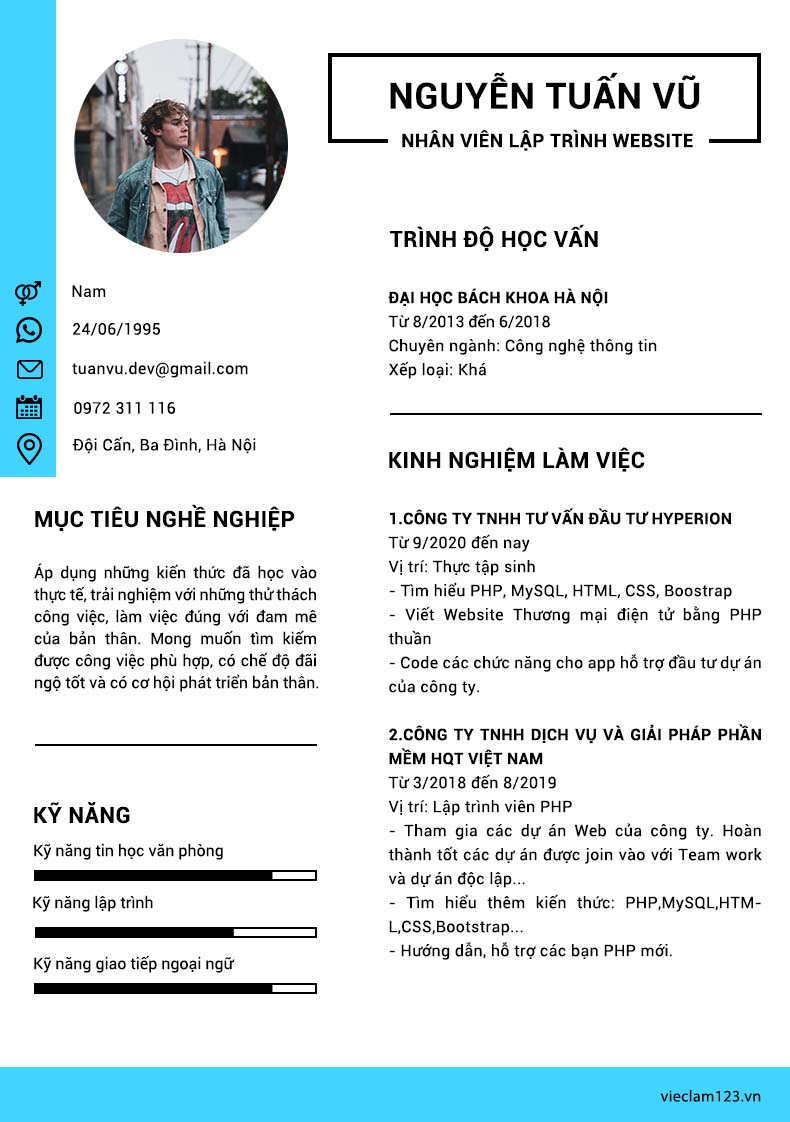 NGUYỄN TUẤN VŨ
NHÂN VIÊN LẬP TRÌNH WEBSITE
Nam
24/06/1995
tuanvu.dev@gmail.com
0972 311 116
Đội Cấn, Ba Đình, Hà Nội
MỤC TIÊU NGHỀ NGHIỆP
Áp dụng những kiến thức đã học vào
thực tế, trải nghiệm với những thử thách
công việc, làm việc đúng với đam mê
của bản thân. Mong muốn tìm kiếm
được công việc phù hợp, có chế độ đãi
ngộ tốt và có cơ hội phát triển bản thân.
KỸ NĂNG
Kỹ năng tin học văn phòng
Kỹ năng lập trình
Kỹ năng giao tiếp ngoại ngữ
TRÌNH ĐỘ HỌC VẤN
ĐẠI HỌC BÁCH KHOA HÀ NỘI
Từ 8/2013 đến 6/2018
Chuyên ngành: Công nghệ thông tin
Xếp loại: Khá
KINH NGHIỆM LÀM VIỆC
1.CÔNG TY TNHH TƯ VẤN ĐẦU TƯ HYPERION
Từ 9/2020 đến nay
Vị trí: Thực tập sinh
- Tìm hiểu PHP, MySQL, HTML, CSS, Boostrap
- Viết Website Thương mại điện tử bằng PHP
thuần
- Code các chức năng cho app hỗ trợ đầu tư dự án
của công ty.
2.CÔNG TY TNHH DỊCH VỤ VÀ GIẢI PHÁP PHẦN
MỀM HQT VIỆT NAM
Từ 3/2018 đến 8/2019
Vị trí: Lập trình viên PHP
- Tham gia các dự án Web của công ty. Hoàn
thành tốt các dự án được join vào với Team work
và dự án độc lập...
- Tìm hiểu thêm kiến thức: PHP,MySQL,HTM-
L,CSS,Bootstrap...
- Hướng dẫn, hỗ trợ các bạn PHP mới.
vieclam123.vn